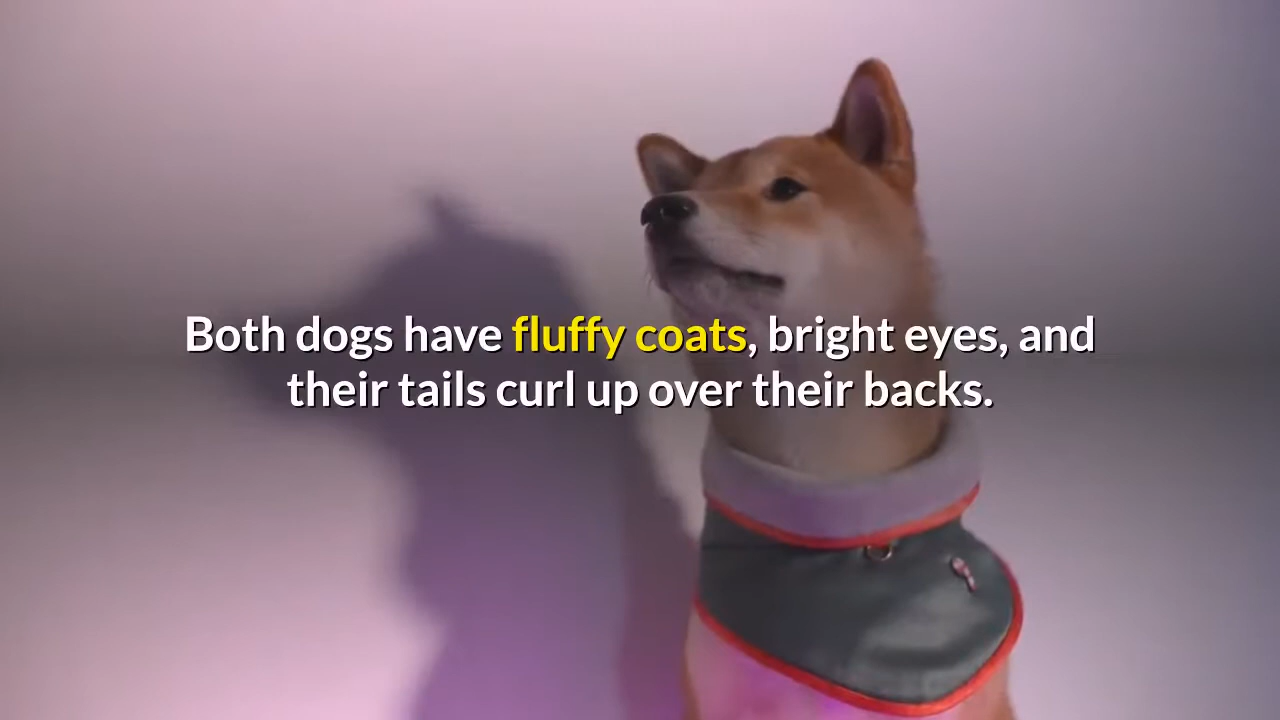 Both dogs have fluffy coats, bright eyes, and
their tails curl up over their backs.